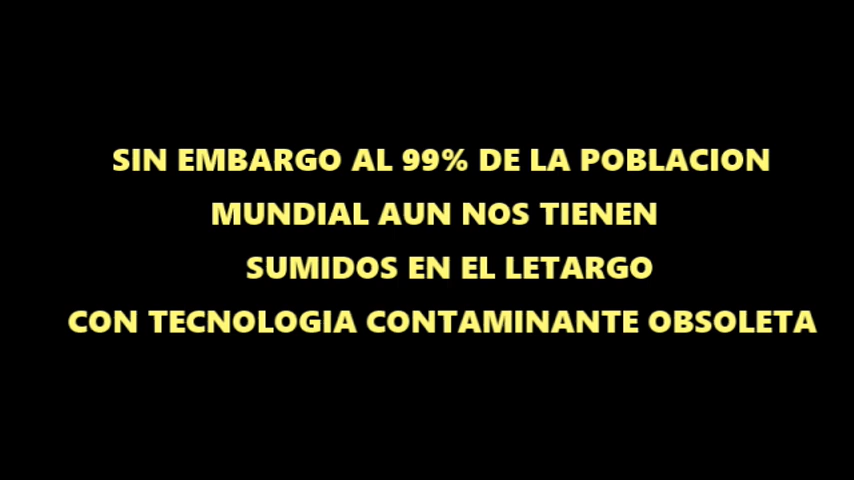 SIN EMBARGO AL 99% DE LA POBLACION
MUNDIAL AUN NOS TIENEN
SUMIDOS EN EL LETARGO
CON TECNOLOGIA CONTAMINANTE OBSOLETA